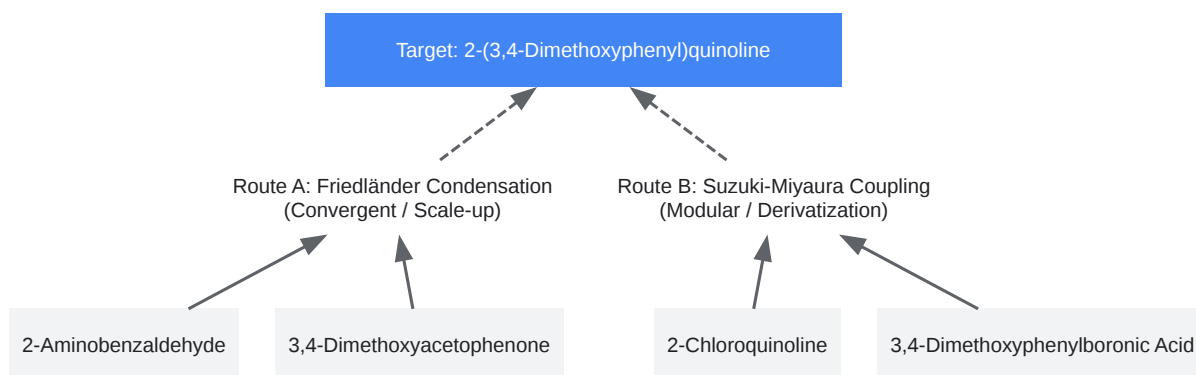 Target: 2-(3,4-Dimethoxyphenyl)quinoline
Route A: Friedländer Condensation
(Convergent / Scale-up)
Route B: Suzuki-Miyaura Coupling
(Modular / Derivatization)
2-Aminobenzaldehyde
3,4-Dimethoxyacetophenone
2-Chloroquinoline
3,4-Dimethoxyphenylboronic Acid